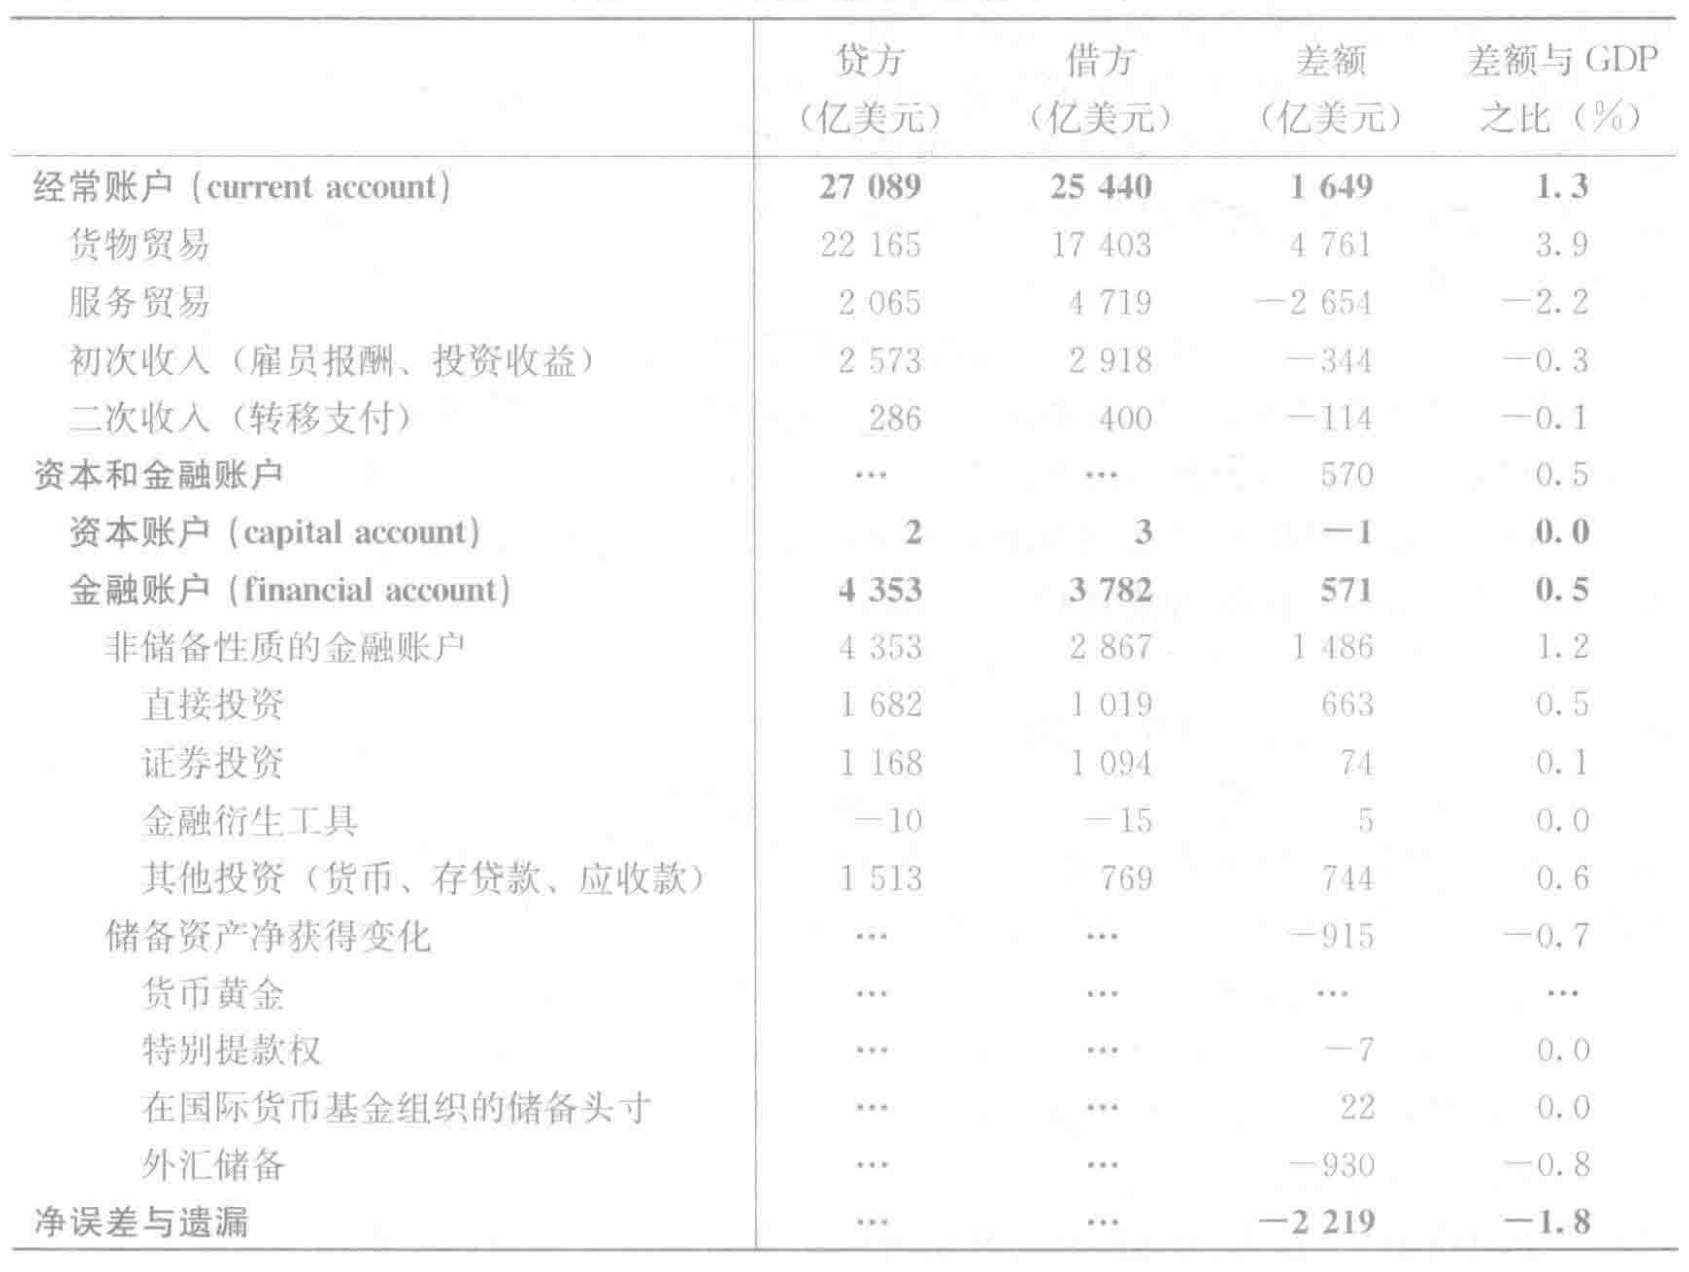 贷方 借方 差额 差额与 GDP
（亿美元） （亿美元） （亿美元） 之比（%）
经常账户（current account） 27 089 25 440 1 649 1.3
货物贸易 22 165 17 403 4 761 3.9
服务贸易 2 065 4 719 －2 654 －2.2
初次收入（雇员报酬、投资收益） 2 573 2 918 －344 －0.3
二次收入（转移支付） 286 400 －114 －0.1
资本和金融账户 … … 570 0.5
资本账户（capital account） 2 3 －1 0.0
金融账户（financial account） 4 353 3 782 571 0.5
非储备性质的金融账户 4 353 2 867 1 486 1.2
直接投资 1 682 1 019 663 0.5
证券投资 1 168 1 094 74 0.1
金融衍生工具 －10 －15 5 0.0
其他投资（货币、存贷款、应收款） 1 513 769 744 0.6
储备资产净获得变化 … … －915 －0.7
货币黄金 … … … …
特别提款权 … … －7 0.0
在国际货币基金组织的储备头寸 … … 22 0.0
外汇储备 … … －930 －0.8
净误差与遗漏 … … －2 219 －1.8